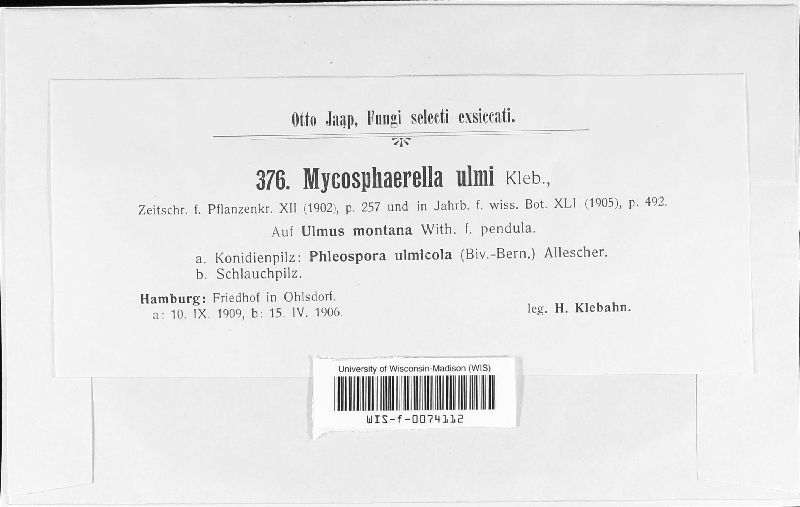 Otto Jaap, Fungi selecti exsiccati.
376. Mycosphaerella ulmi Kleb.,
Zeitschr. f. Pflanzenkr. XII (1902), p. 257 und in Jahrb. f. wiss. Bot. XLI (1905), p. 492.
Auf Ulmus montana With. f. pendula.
a. Konidienpilz: Phleospora ulmicola (Biv.-Bern.) Allescher.
b. Schlauchpilz.
Hamburg: Friedhof in Ohlsdorf.
a: 10. IX. 1909, b: 15. IV. 1906.
leg. H. Klebahn.
University of Wisconsin-Madison (WIS)
WIS-f-0074112